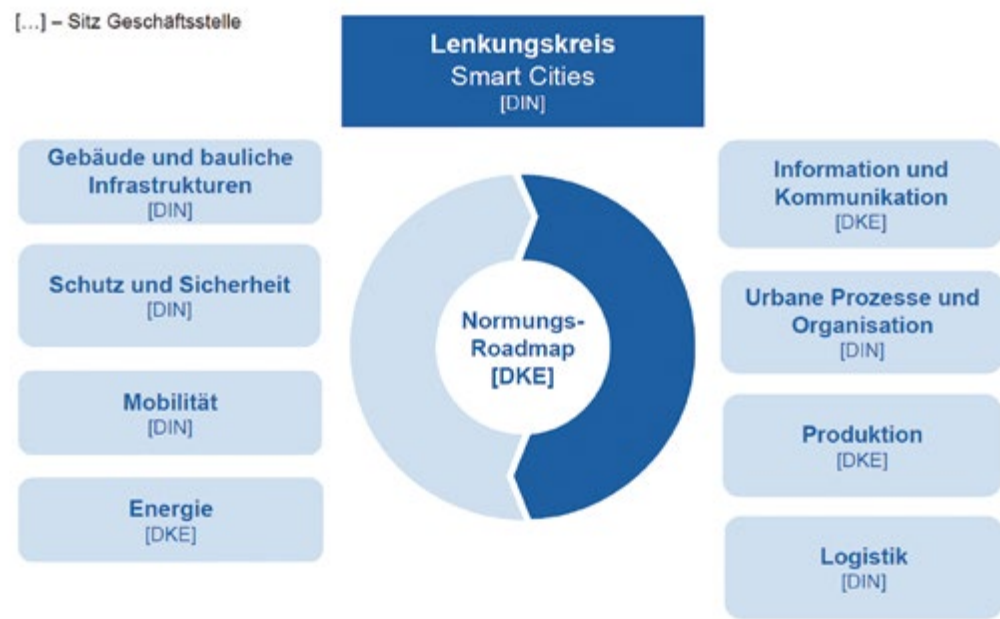 [...] – Sitz Geschäftsstelle
Lenkungskreis
Smart Cities
[DIN]
Gebäude und bauliche
Infrastrukturen
[DIN]
Schutz und Sicherheit
[DIN]
Mobilität
[DIN]
Energie
[DKE]
Normungs-
Roadmap
[DKE]
Information und
Kommunikation
[DKE]
Urbane Prozesse und
Organisation
[DIN]
Produktion
[DKE]
Logistik
[DIN]